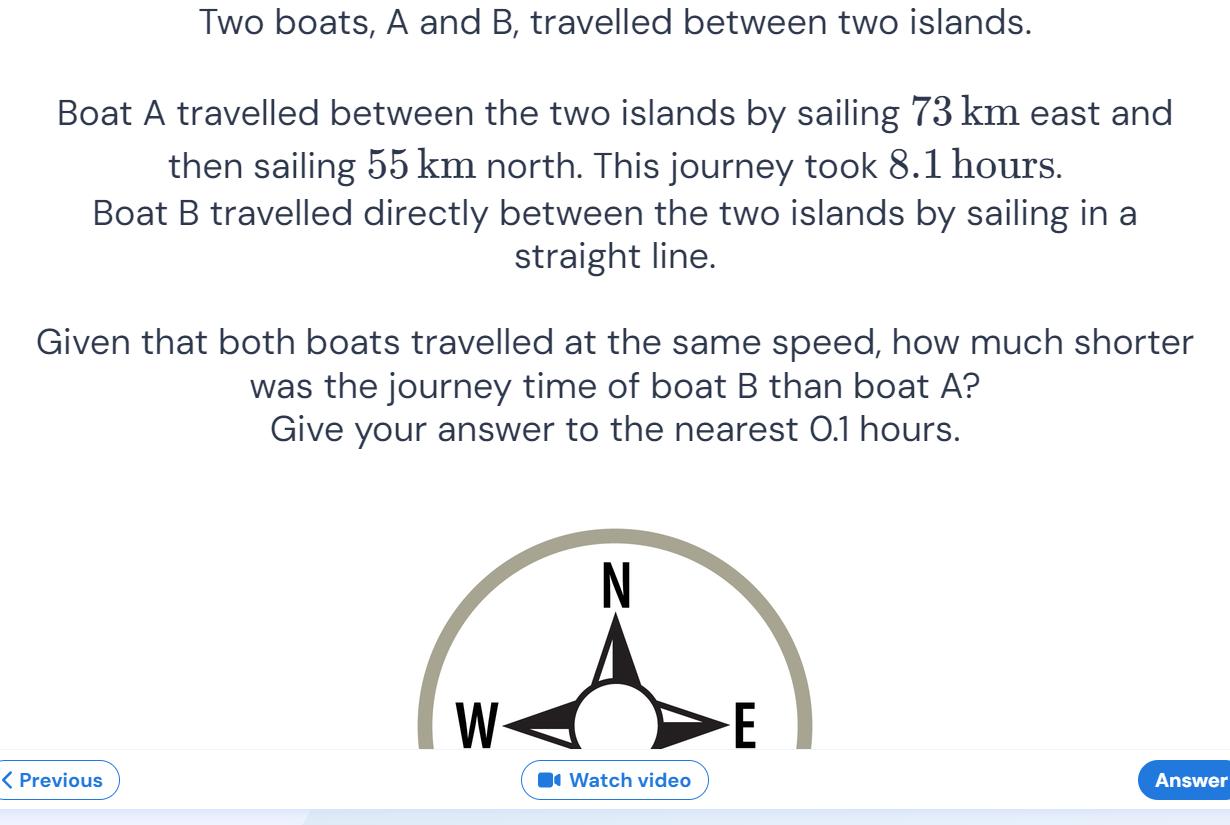 Two boats, A and B, travelled between two islands.
Boat A travelled between the two islands by sailing 73 km east and
then sailing 55 km north. This journey took 8.1 hours.
Boat B travelled directly between the two islands by sailing in a
straight line.
Given that both boats travelled at the same speed, how much shorter
was the journey time of boat B than boat A?
Give your answer to the nearest 0.1 hours.
N
W E
Previous Watch video Answer